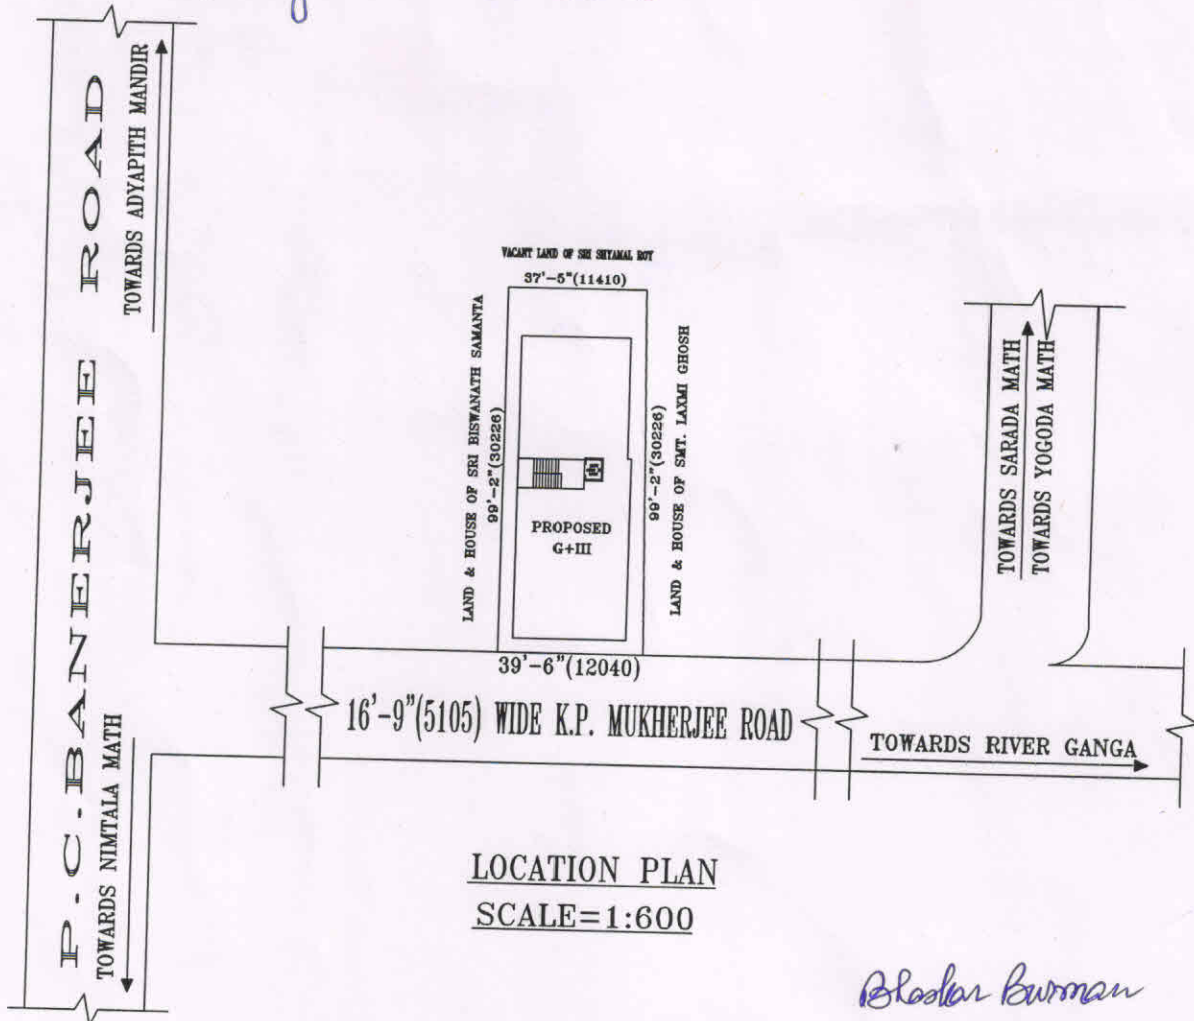 P.C.BANERJEE ROAD
TOWARDS ADYAPITH MANDIR
TOWARDS NIMTALA MATH
VACANT LAND OF SRI SHYAMAL ROY
37'-5"(11410)
LAND & HOUSE OF SRI BISWANATH SAMANTA
99'-2"(30226)
PROPOSED
G+III
99'-2"(30226)
LAND & HOUSE OF SMT. LAXMI GHOSH
39'-6"(12040)
TOWARDS SARADA MATH
TOWARDS YOGODA MATH
16'-9"(5105) WIDE K.P. MUKHERJEE ROAD
TOWARDS RIVER GANGA
LOCATION PLAN
SCALE=1:600
Bhaskar Burman